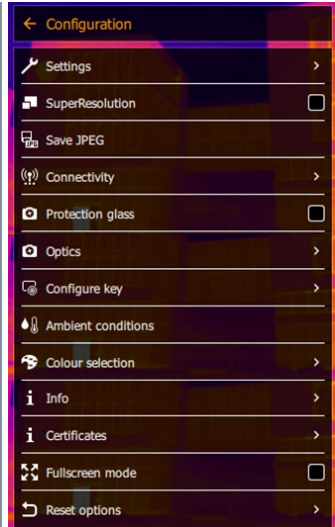 Configuration
Settings
SuperResolution
Save JPEG
Connectivity
Protection glass
Optics
Configure key
Ambient conditions
Colour selection
Info
Certificates
Fullscreen mode
Reset options